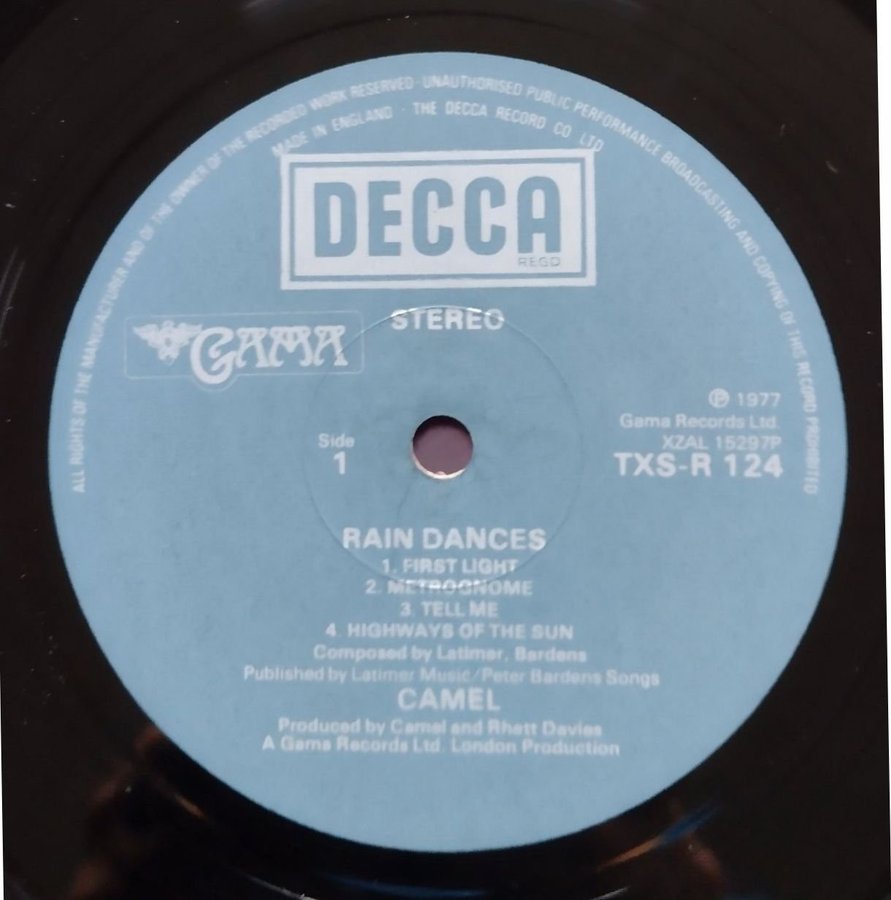 ALL RIGHTS OF THE MANUFACTURER AND OF THE OWNER OF THE RECORDED WORK RESERVED · UNAUTHORISED PUBLIC PERFORMANCE BROADCASTING AND COPYING OF THIS RECORD PROHIBITED
MADE IN ENGLAND · THE DECCA RECORD CO LTD
DECCA
REGD
STEREO
GAMA
℗ 1977
Gama Records Ltd.
XZAL 15297P
TXS-R 124
Side
1
RAIN DANCES
1. FIRST LIGHT
2. METROGNOME
3. TELL ME
4. HIGHWAYS OF THE SUN
Composed by Latimer, Bardens
Published by Latimer Music/Peter Bardens Songs
CAMEL
Produced by Camel and Rhett Davies
A Gama Records Ltd. London Production